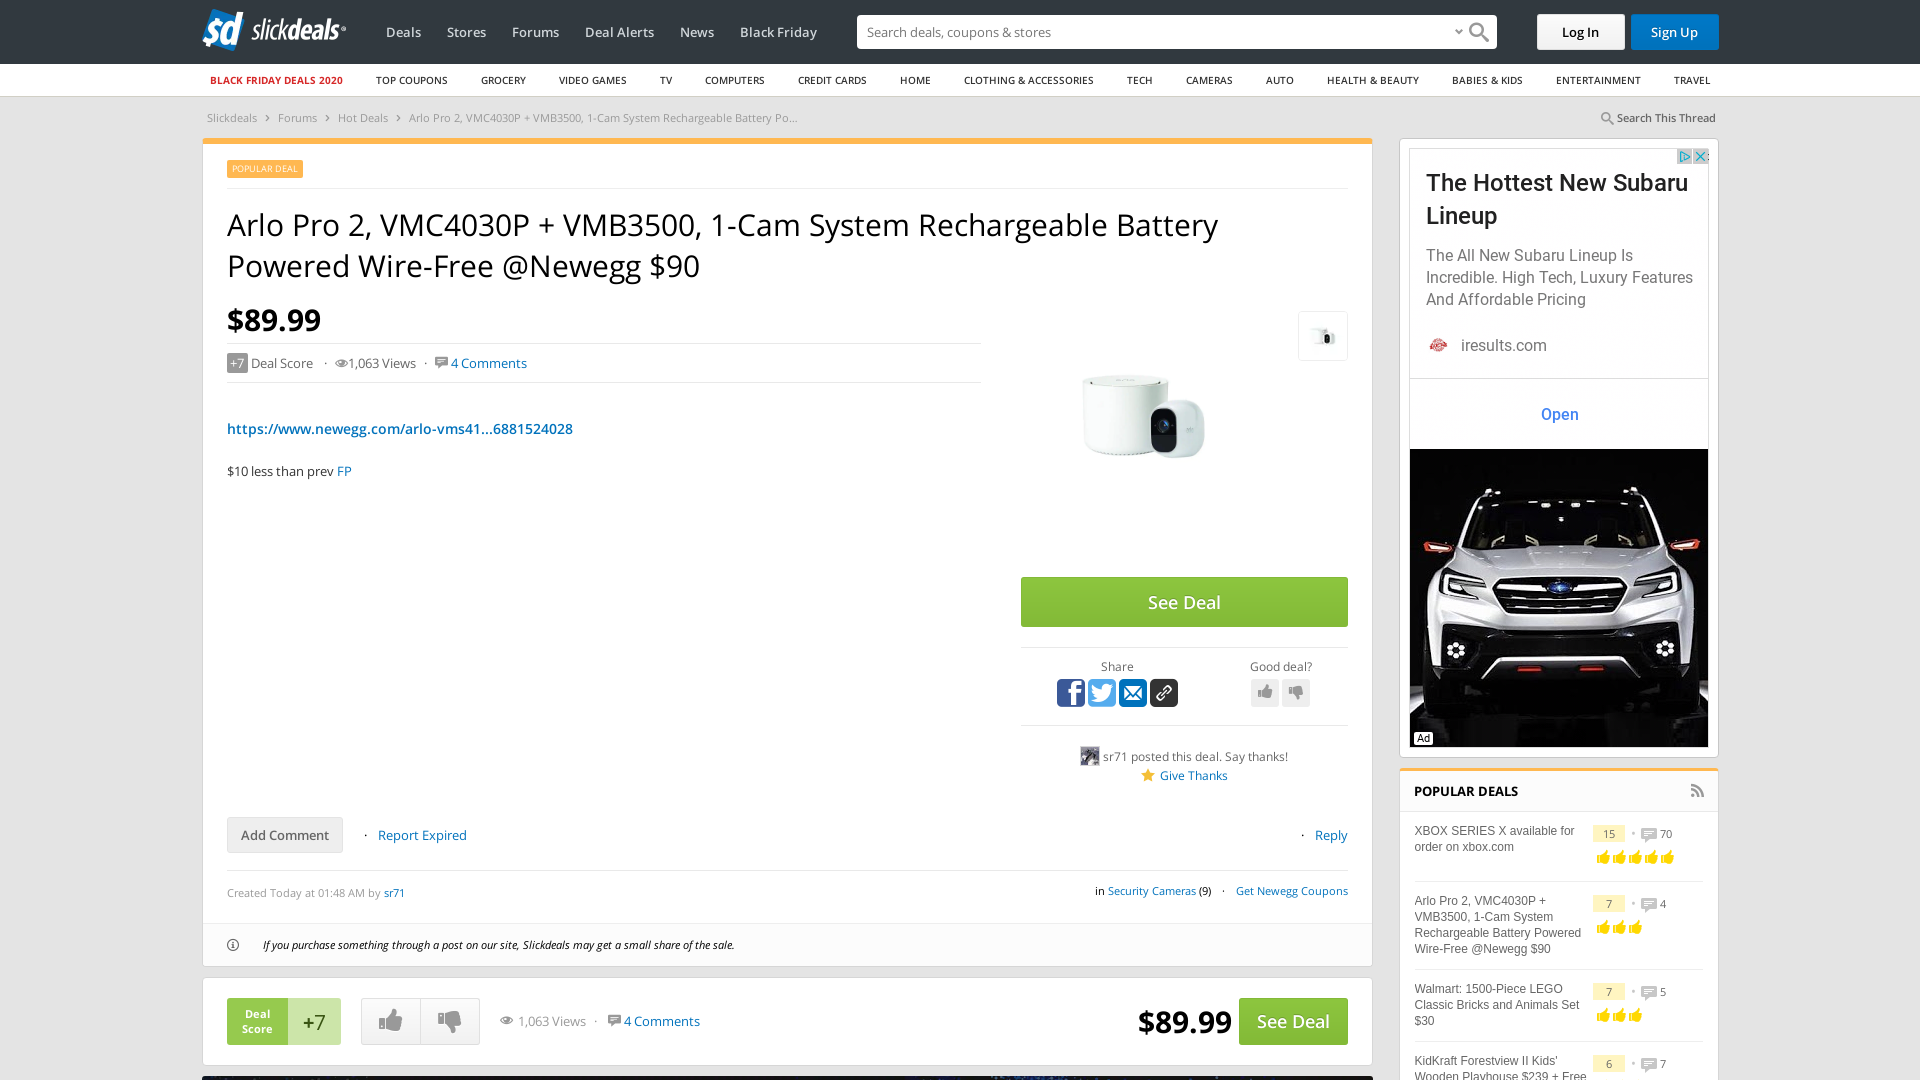 slickdeals
Deals
Stores
Forums
Deal Alerts
News
Black Friday
Search deals, coupons & stores
Log In
Sign Up
BLACK FRIDAY DEALS 2020
TOP COUPONS
GROCERY
VIDEO GAMES
TV
COMPUTERS
CREDIT CARDS
HOME
CLOTHING & ACCESSORIES
TECH
CAMERAS
AUTO
HEALTH & BEAUTY
BABIES & KIDS
ENTERTAINMENT
TRAVEL
Slickdeals › Forums › Hot Deals › Arlo Pro 2, VMC4030P + VMB3500, 1-Cam System Rechargeable Battery Po...
Search This Thread
POPULAR DEAL
Arlo Pro 2, VMC4030P + VMB3500, 1-Cam System Rechargeable Battery
Powered Wire-Free @Newegg $90
$89.99
+7 Deal Score · 1,063 Views · 4 Comments
https://www.newegg.com/arlo-vms41...6881524028
$10 less than prev FP
See Deal
Share
Good deal?
sr71 posted this deal. Say thanks!
Give Thanks
Add Comment
· Report Expired
· Reply
Created Today at 01:48 AM by sr71
in Security Cameras (9) · Get Newegg Coupons
If you purchase something through a post on our site, Slickdeals may get a small share of the sale.
Deal
Score
+7
1,063 Views · 4 Comments
$89.99
See Deal
The Hottest New Subaru
Lineup
The All New Subaru Lineup Is
Incredible. High Tech, Luxury Features
And Affordable Pricing
iresults.com
Open
Ad
POPULAR DEALS
XBOX SERIES X available for
order on xbox.com
15 · 70
Arlo Pro 2, VMC4030P +
VMB3500, 1-Cam System
Rechargeable Battery Powered
Wire-Free @Newegg $90
7 · 4
Walmart: 1500-Piece LEGO
Classic Bricks and Animals Set
$30
7 · 5
KidKraft Forestview II Kids'
Wooden Playhouse $239 + Free
6 · 7